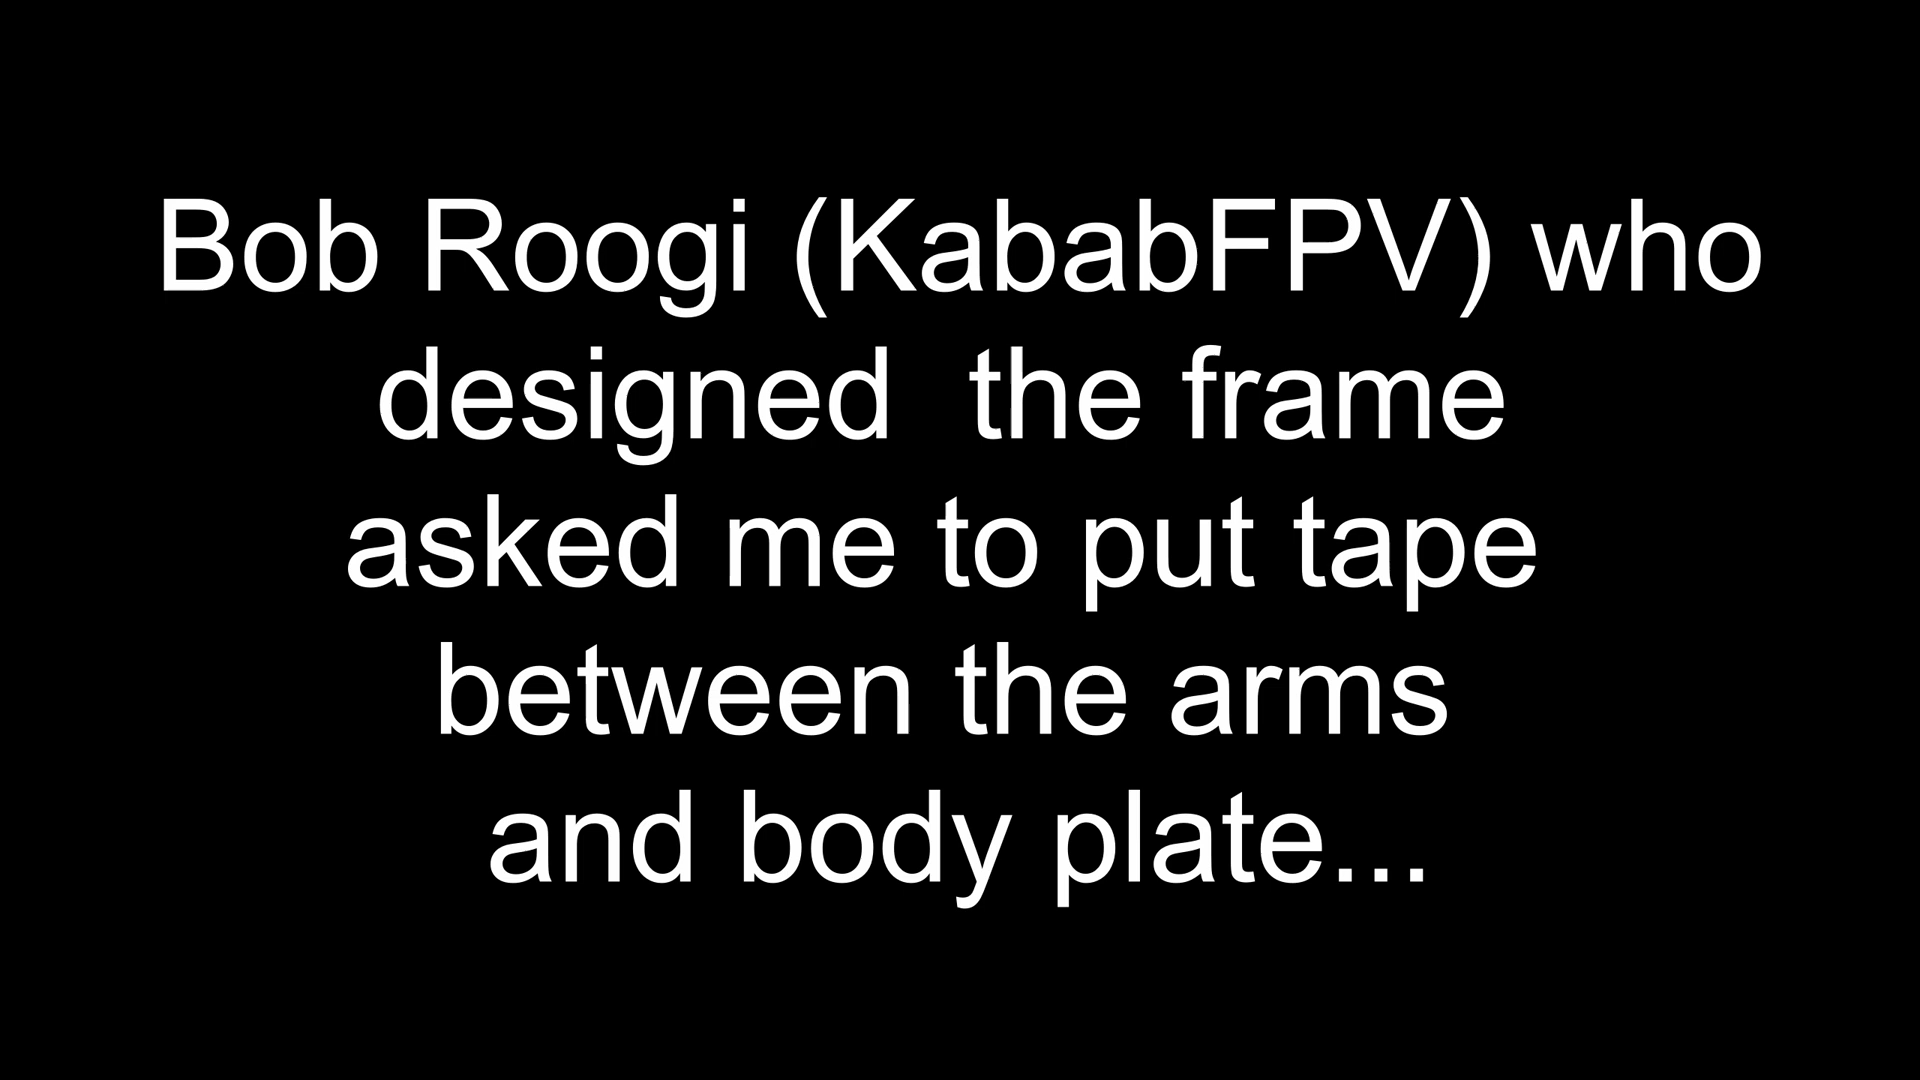 Bob Roogi (KababFPV) who
designed  the frame
asked me to put tape
between the arms
and body plate...